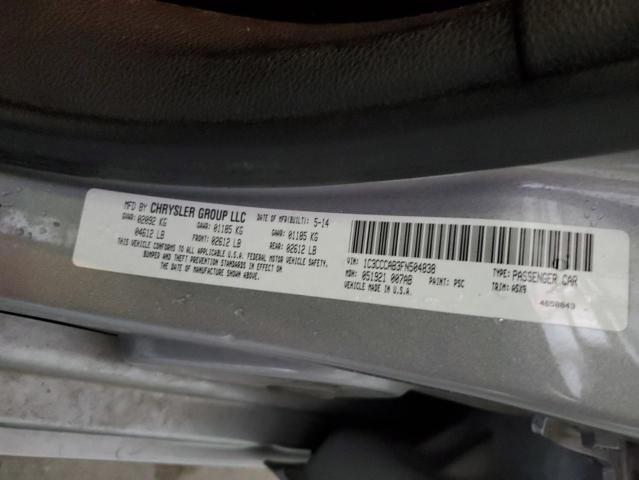 MFD BY CHRYSLER GROUP LLC DATE OF MFR(BUILT): 5-14
GVWR: 02092 KG GAWR: 01185 KG GAWR: 01185 KG
04612 LB FRONT: 02612 LB REAR: 02612 LB
THIS VEHICLE CONFORMS TO ALL APPLICABLE U.S.A. FEDERAL MOTOR VEHICLE SAFETY,
BUMPER, AND THEFT PREVENTION STANDARDS IN EFFECT ON
THE DATE OF MANUFACTURE SHOWN ABOVE.
VIN: 1C3CCCAB3FN504830 TYPE: PASSENGER CAR
MDH: 051921 007AB PAINT: PSC TRIM: A5X9
VEHICLE MADE IN U.S.A. 4658843